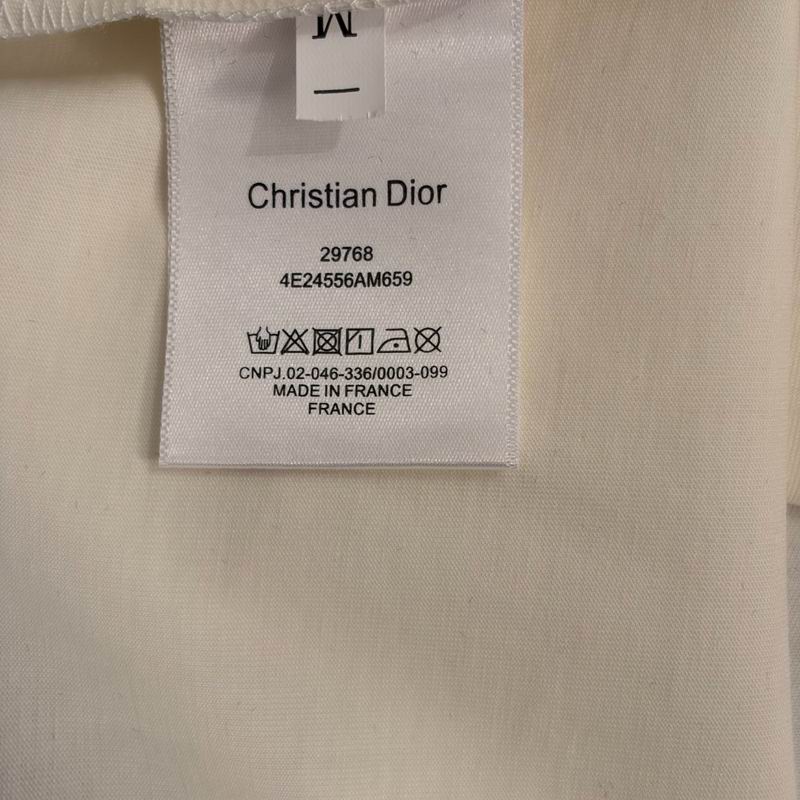 M
Christian Dior
29768
4E24556AM659
CNPJ.02-046-336/0003-099
MADE IN FRANCE
FRANCE